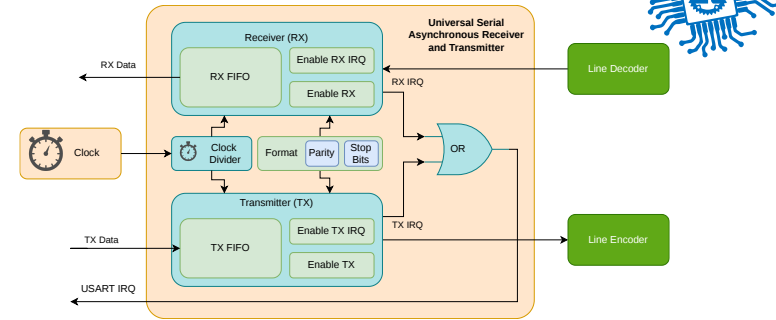 Universal Serial
Asynchronous Receiver
and Transmitter
Receiver (RX)
RX Data
RX FIFO
Enable RX IRQ
Enable RX
RX IRQ
Line Decoder
Clock
Clock
Divider
Format
Parity
Stop
Bits
OR
Transmitter (TX)
TX Data
TX FIFO
Enable TX IRQ
Enable TX
TX IRQ
Line Encoder
USART IRQ